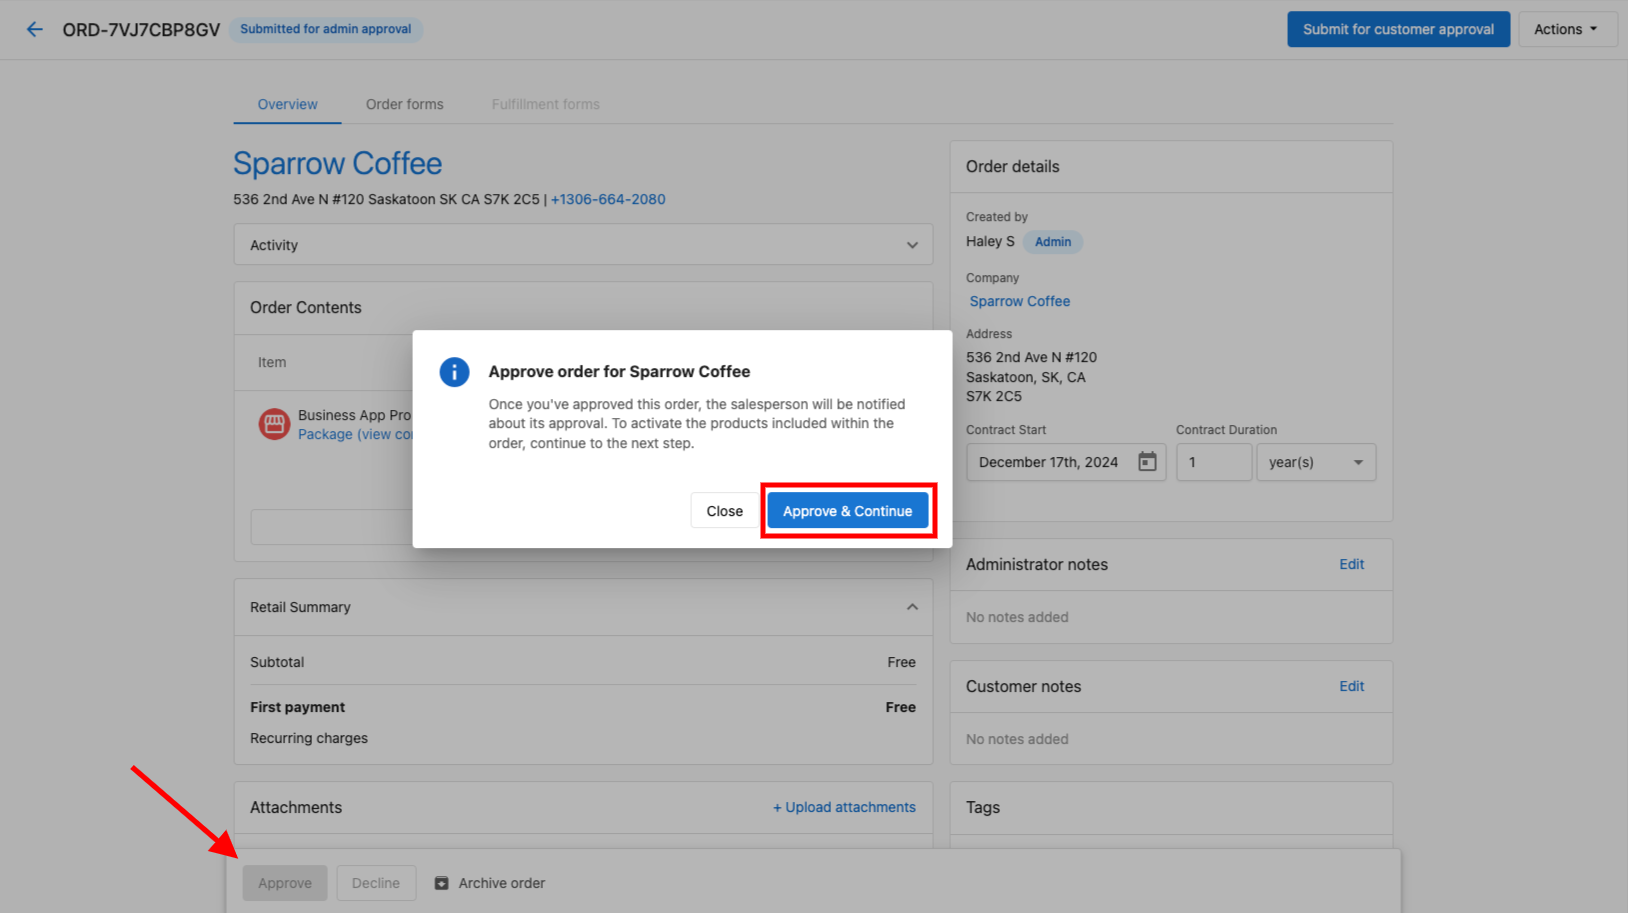 ORD-7VJ7CBP8GV
Submitted for admin approval
Submit for customer approval
Actions
Overview
Order forms
Fulfillment forms
Sparrow Coffee
536 2nd Ave N #120 Saskatoon SK CA S7K 2C5 | +1306-664-2080
Activity
Order Contents
Item
Business App Pro
Package (view co
Approve order for Sparrow Coffee
Once you've approved this order, the salesperson will be notified
about its approval. To activate the products included within the
order, continue to the next step.
Close
Approve & Continue
Retail Summary
Subtotal
Free
First payment
Free
Recurring charges
Attachments
+ Upload attachments
Order details
Created by
Haley S
Admin
Company
Sparrow Coffee
Address
536 2nd Ave N #120
Saskatoon, SK, CA
S7K 2C5
Contract Start
Contract Duration
December 17th, 2024
1
year(s)
Administrator notes
Edit
No notes added
Customer notes
Edit
No notes added
Tags
Approve
Decline
Archive order